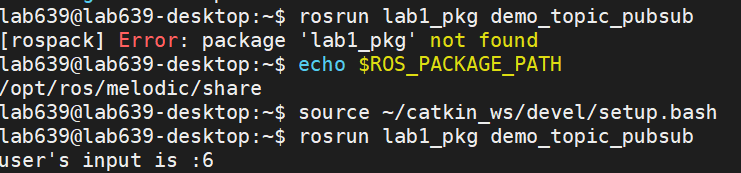 lab639@lab639-desktop:~$ rosrun lab1_pkg demo_topic_pubsub
[rospack] Error: package 'lab1_pkg' not found
lab639@lab639-desktop:~$ echo $ROS_PACKAGE_PATH
/opt/ros/melodic/share
lab639@lab639-desktop:~$ source ~/catkin_ws/devel/setup.bash
lab639@lab639-desktop:~$ rosrun lab1_pkg demo_topic_pubsub
user's input is :6